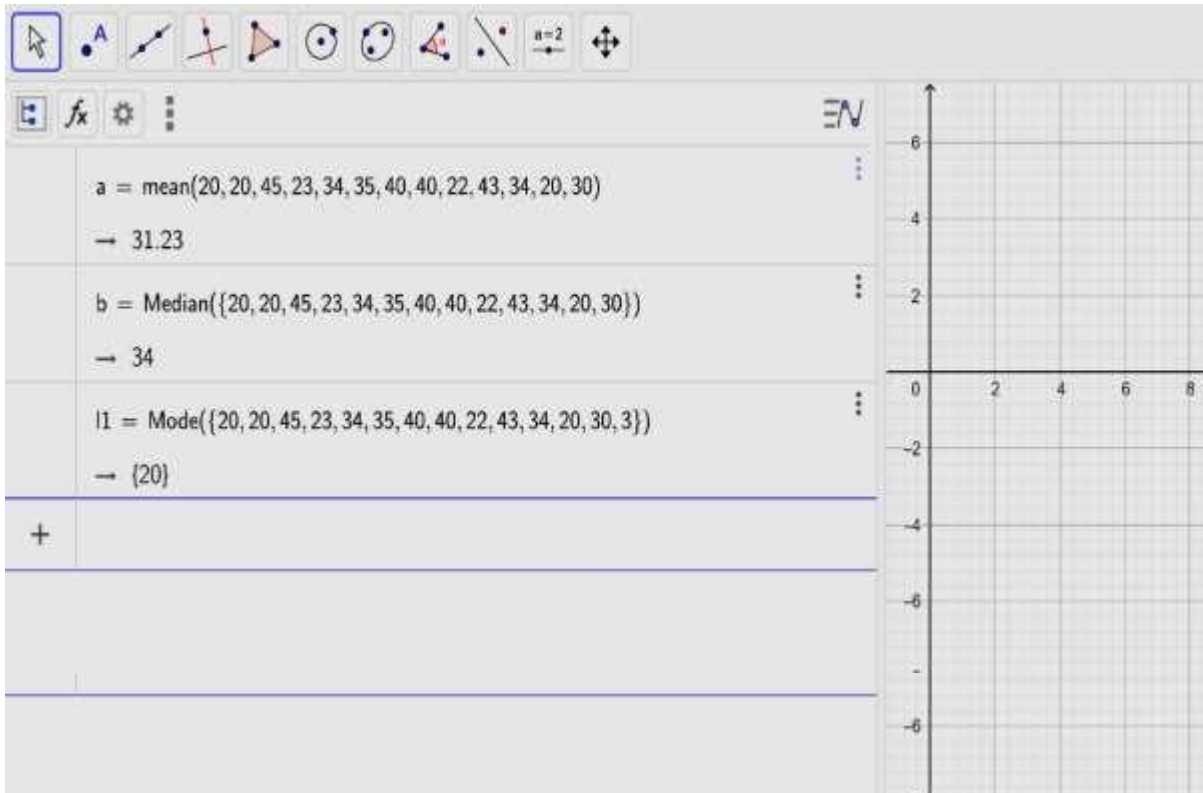 A
a=2
fx
a = mean(20, 20, 45, 23, 34, 35, 40, 40, 22, 43, 34, 20, 30)
→ 31.23
b = Median({20, 20, 45, 23, 34, 35, 40, 40, 22, 43, 34, 20, 30})
→ 34
l1 = Mode({20, 20, 45, 23, 34, 35, 40, 40, 22, 43, 34, 20, 30, 3})
→ {20}
+
6
4
2
0 2 4 6 8
-2
-4
-6
-
-6